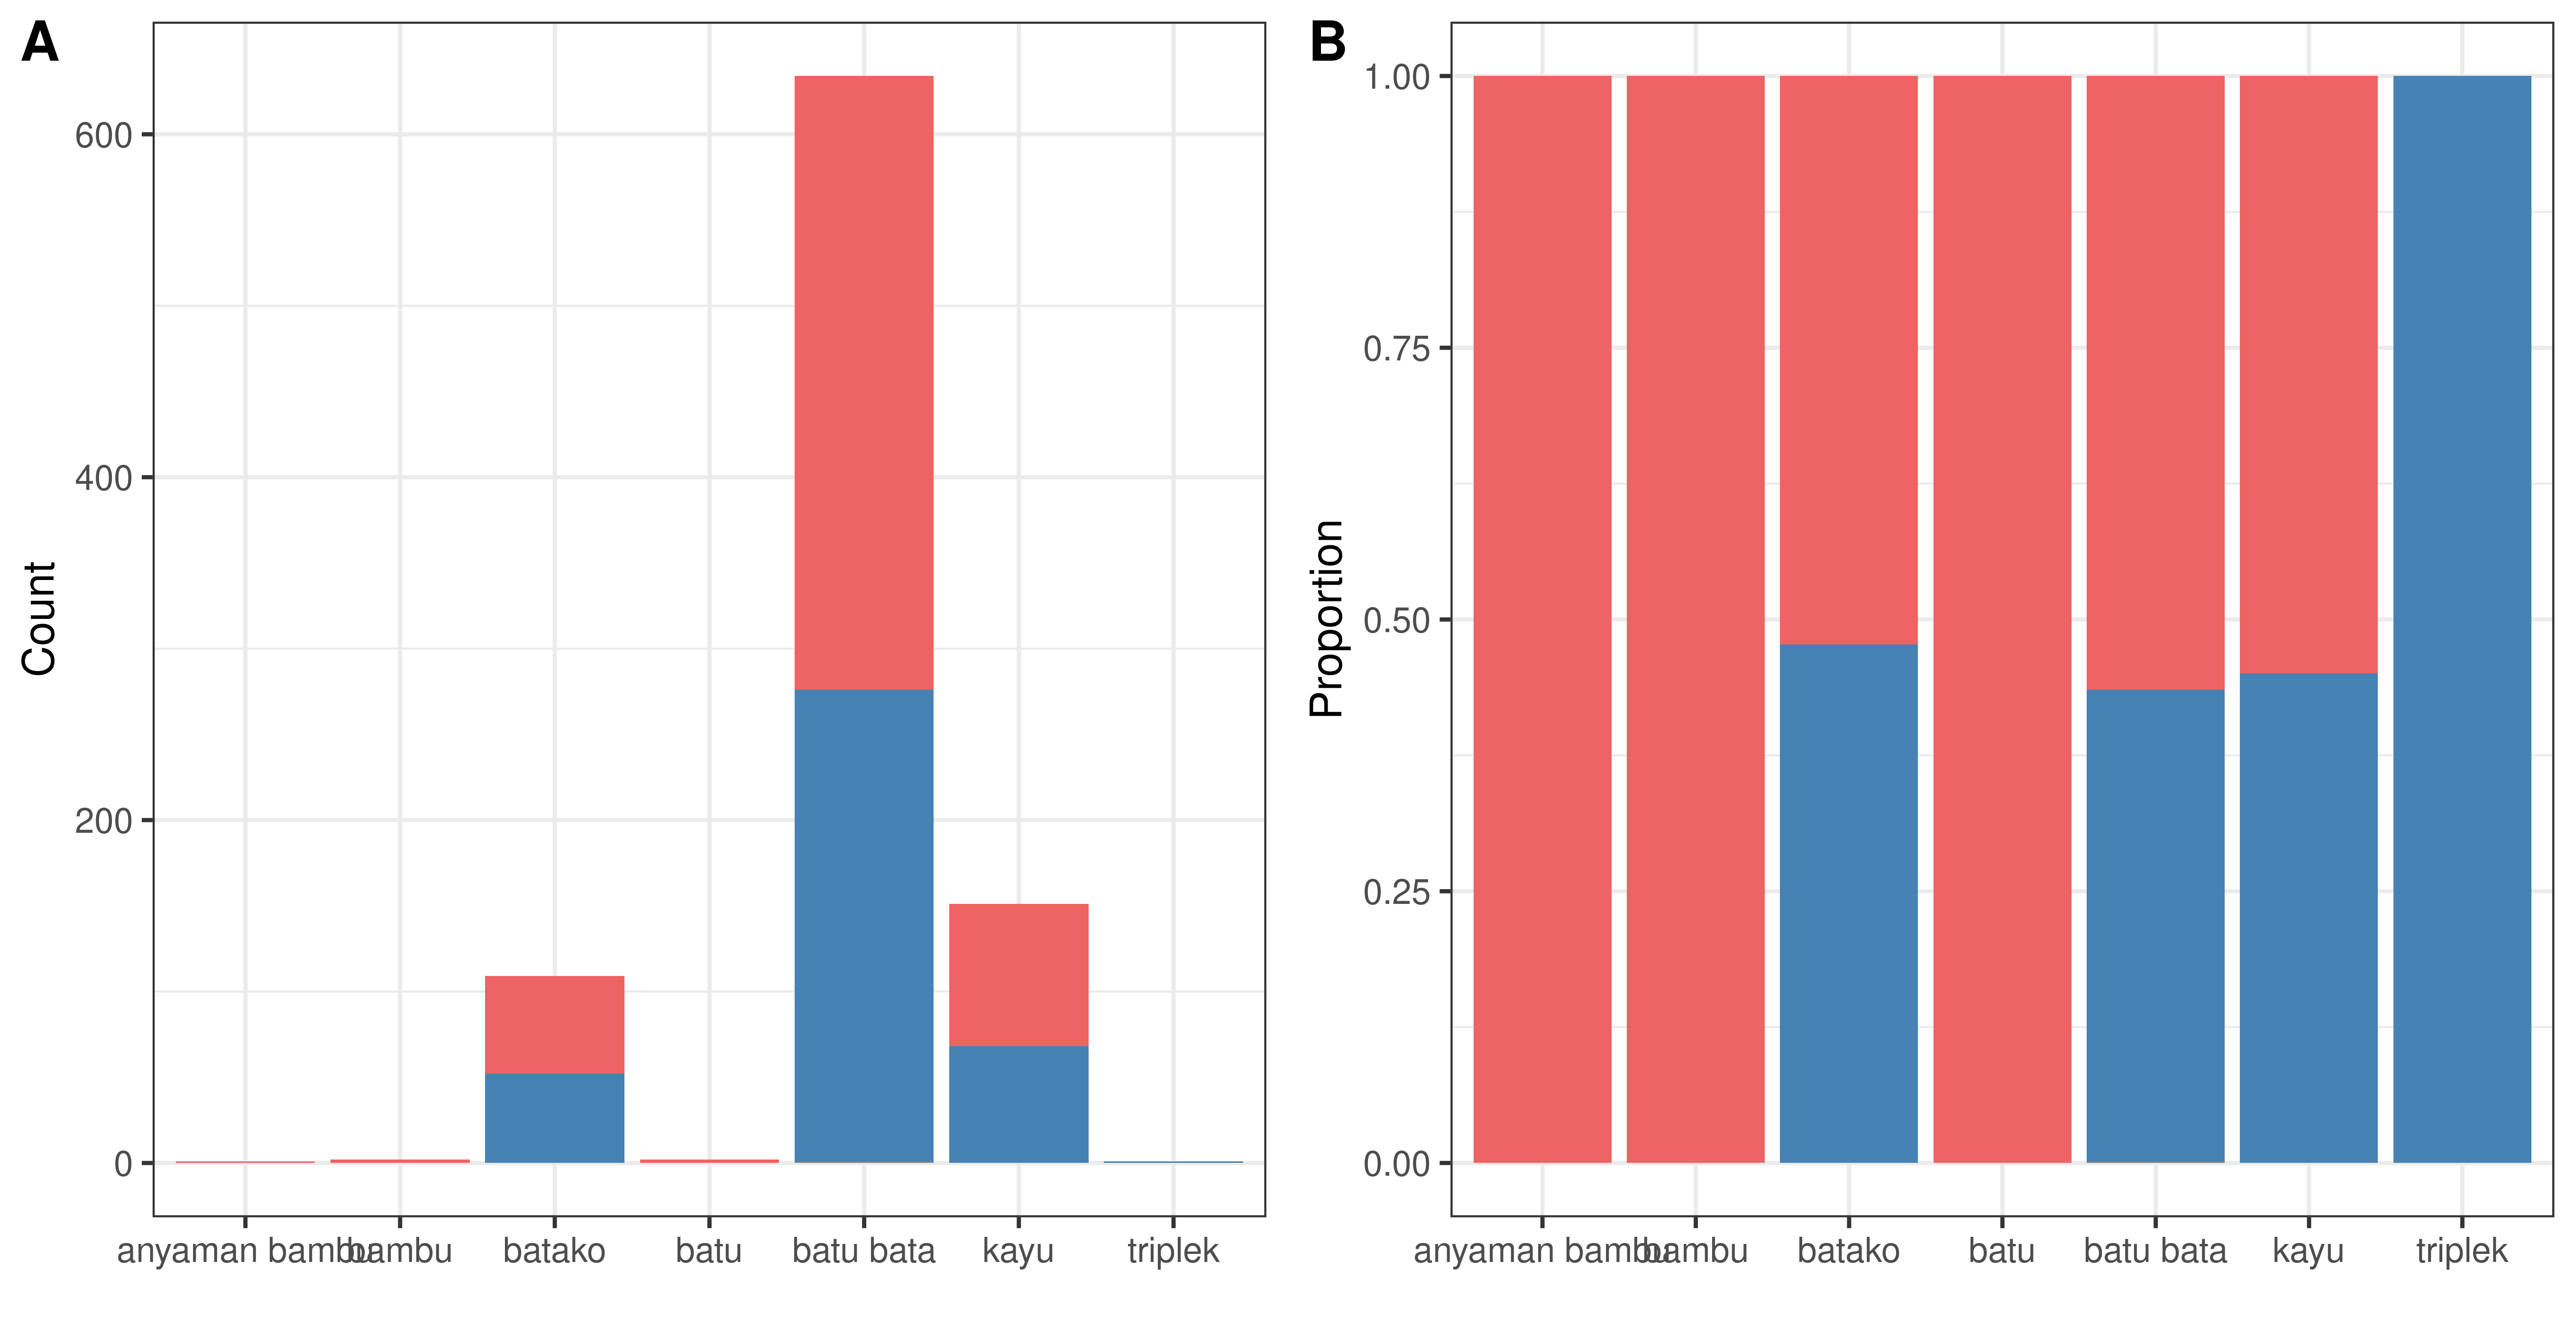 A
Count
600
400
200
0
anyaman bambu
bambu
batako
batu
batu bata
kayu
triplek
B
Proportion
1.00
0.75
0.50
0.25
0.00
anyaman bambu
bambu
batako
batu
batu bata
kayu
triplek